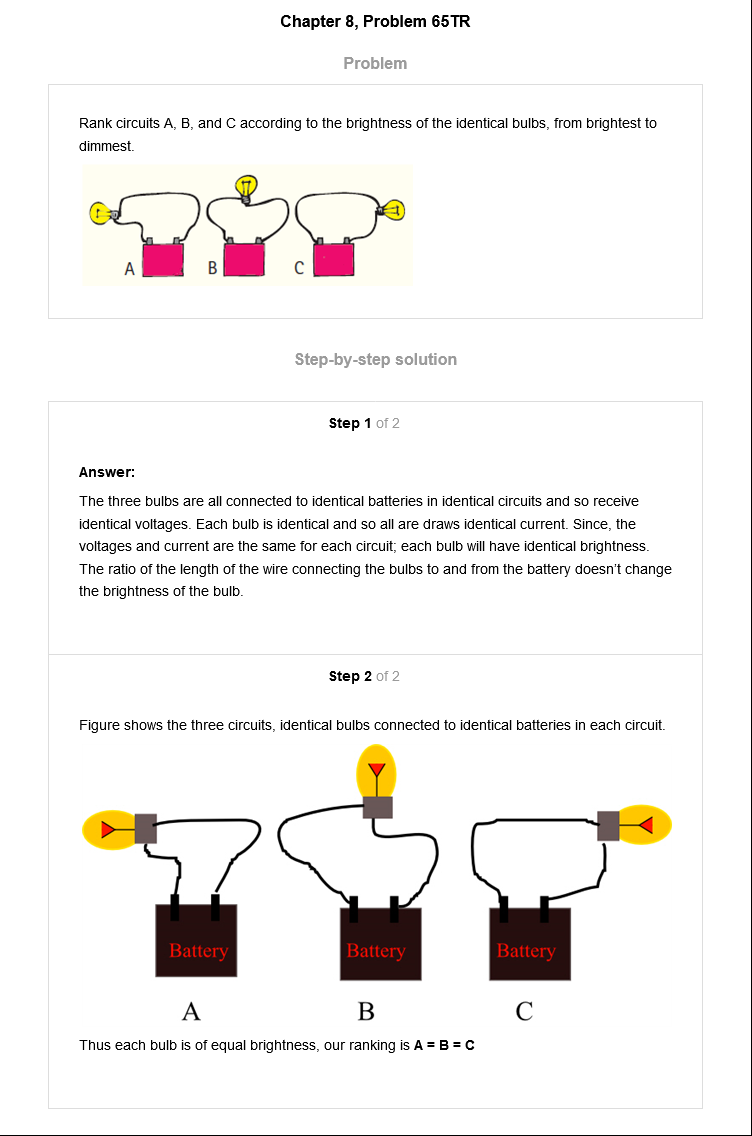 Chapter 8, Problem 65TR
Problem
Rank circuits A, B, and C according to the brightness of the identical bulbs, from brightest to
dimmest.
A B C
Step-by-step solution
Step 1 of 2
Answer:
The three bulbs are all connected to identical batteries in identical circuits and so receive
identical voltages. Each bulb is identical and so all are draws identical current. Since, the
voltages and current are the same for each circuit; each bulb will have identical brightness.
The ratio of the length of the wire connecting the bulbs to and from the battery doesn't change
the brightness of the bulb.
Step 2 of 2
Figure shows the three circuits, identical bulbs connected to identical batteries in each circuit.
Battery Battery Battery
A B C
Thus each bulb is of equal brightness, our ranking is A = B = C